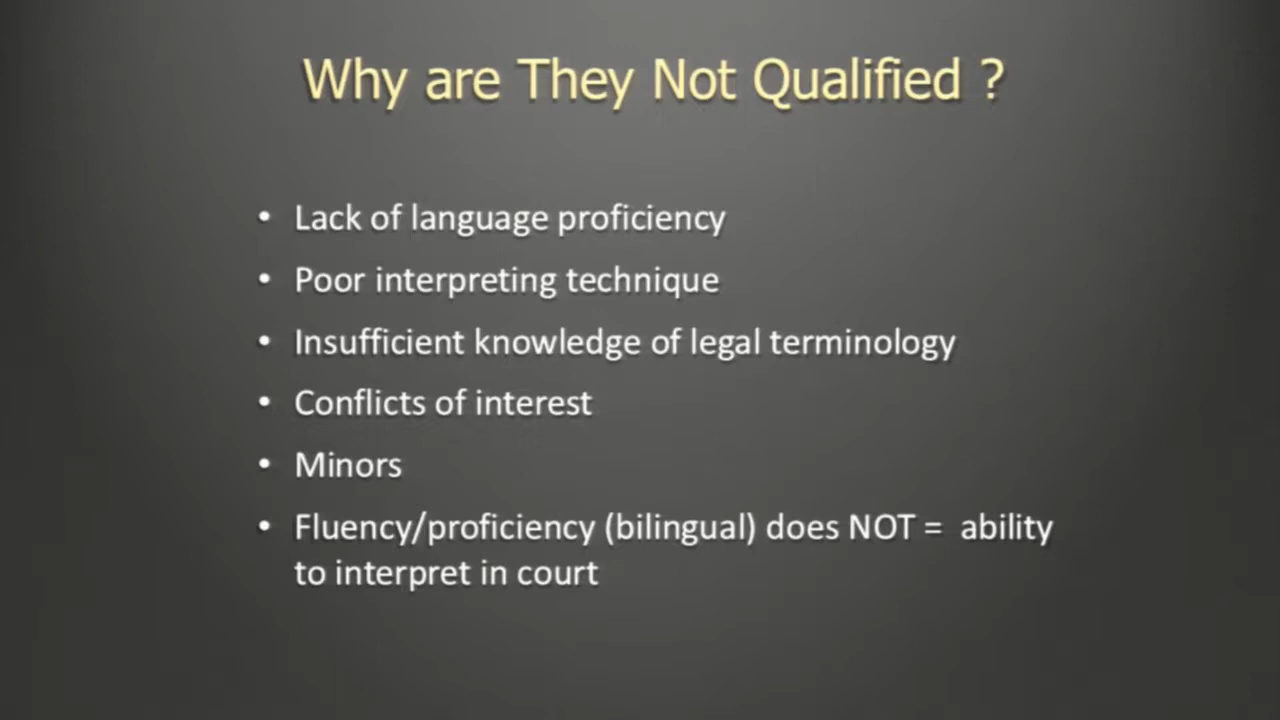 Why are They Not Qualified ?
• Lack of language proficiency
• Poor interpreting technique
• Insufficient knowledge of legal terminology
• Conflicts of interest
• Minors
• Fluency/proficiency (bilingual) does NOT =  ability
to interpret in court